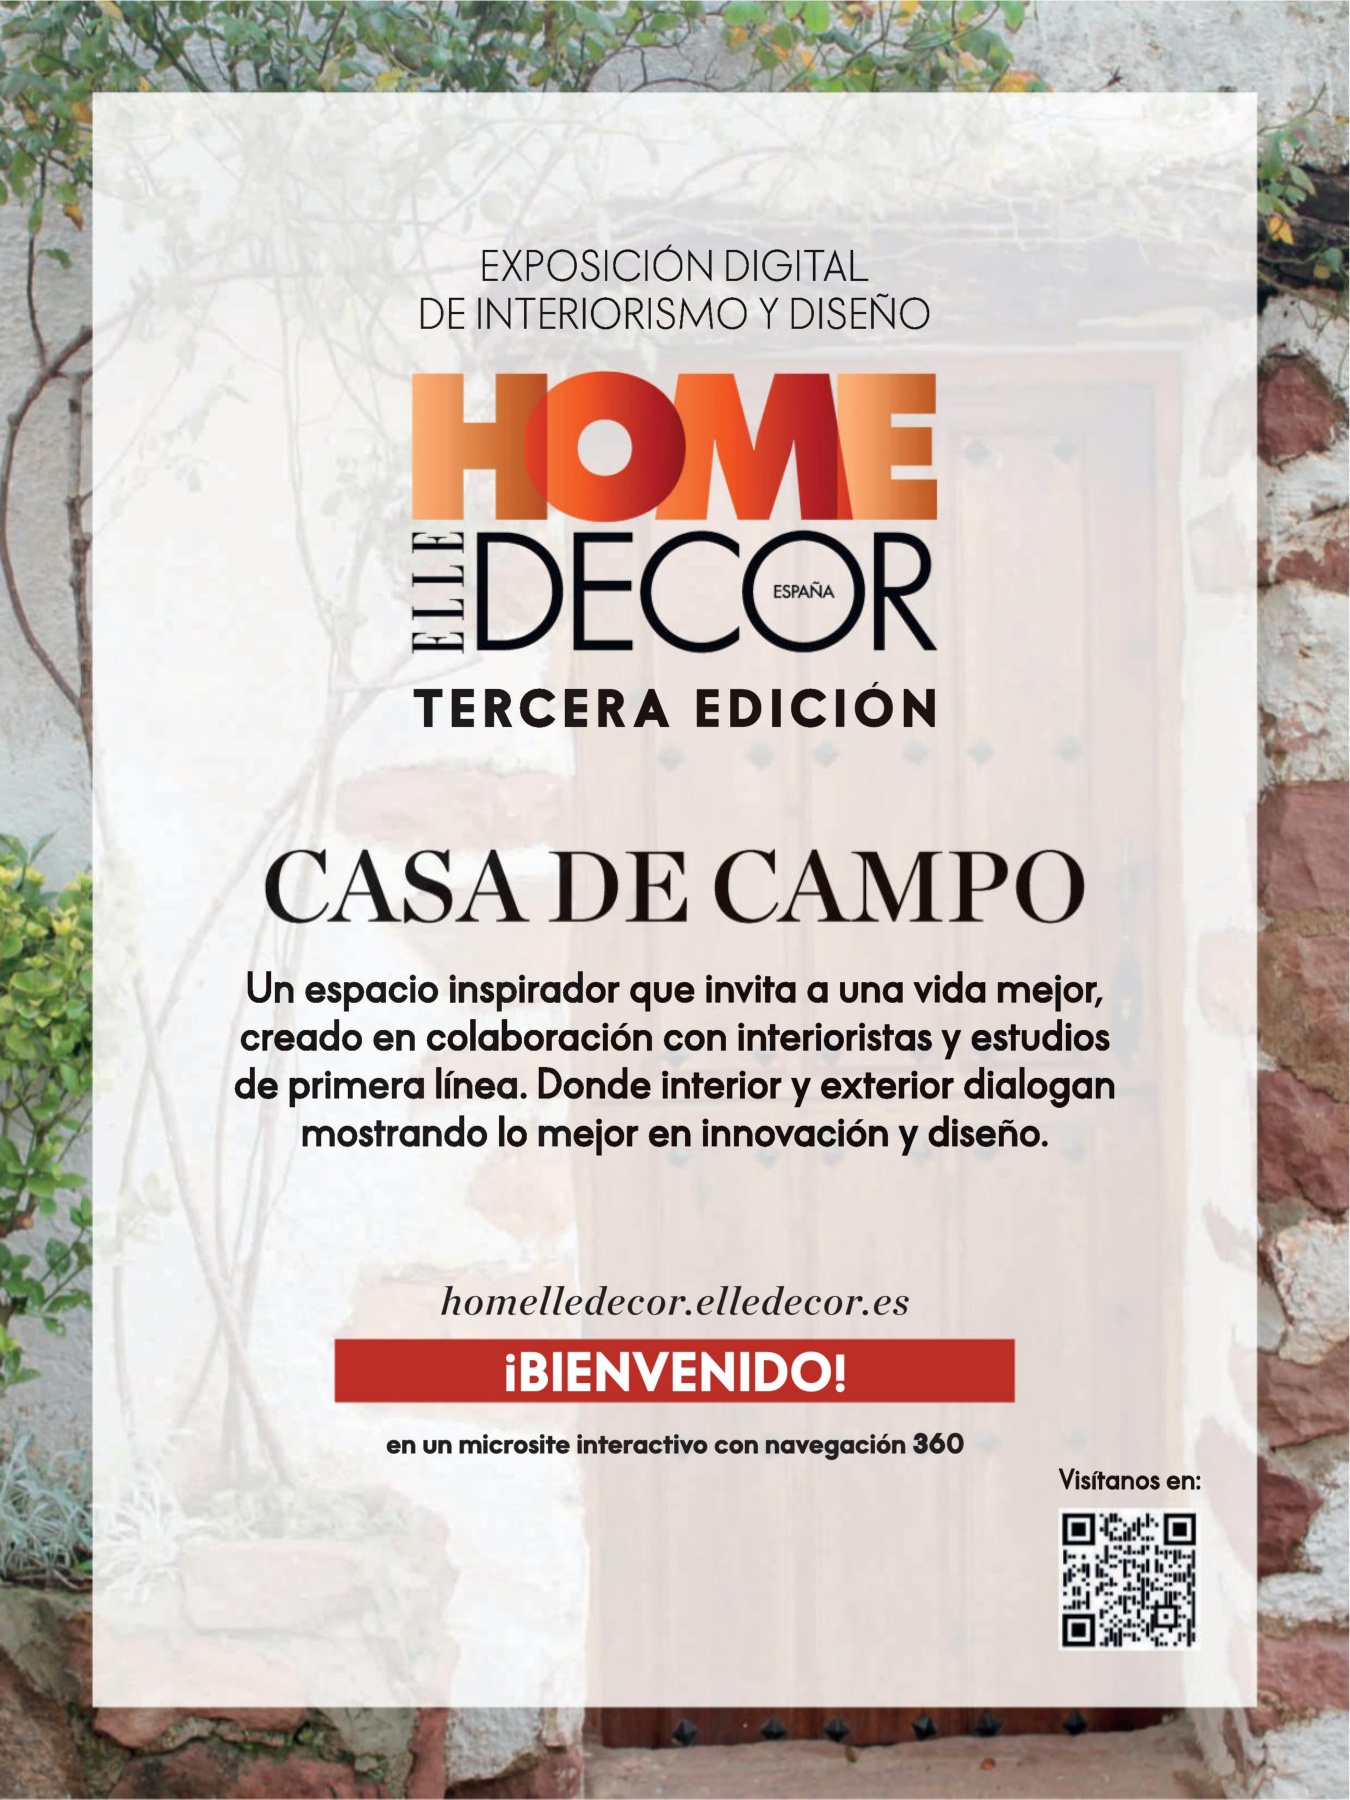 EXPOSICIÓN DIGITAL
DE INTERIORISMO Y DISEÑO
HOME
ELLE DECOR
ESPAÑA
TERCERA EDICIÓN
CASA DE CAMPO
Un espacio inspirador que invita a una vida mejor,
creado en colaboración con interioristas y estudios
de primera línea. Donde interior y exterior dialogan
mostrando lo mejor en innovación y diseño.
homelledecor.elledecor.es
¡BIENVENIDO!
en un microsite interactivo con navegación 360
Visítanos en: